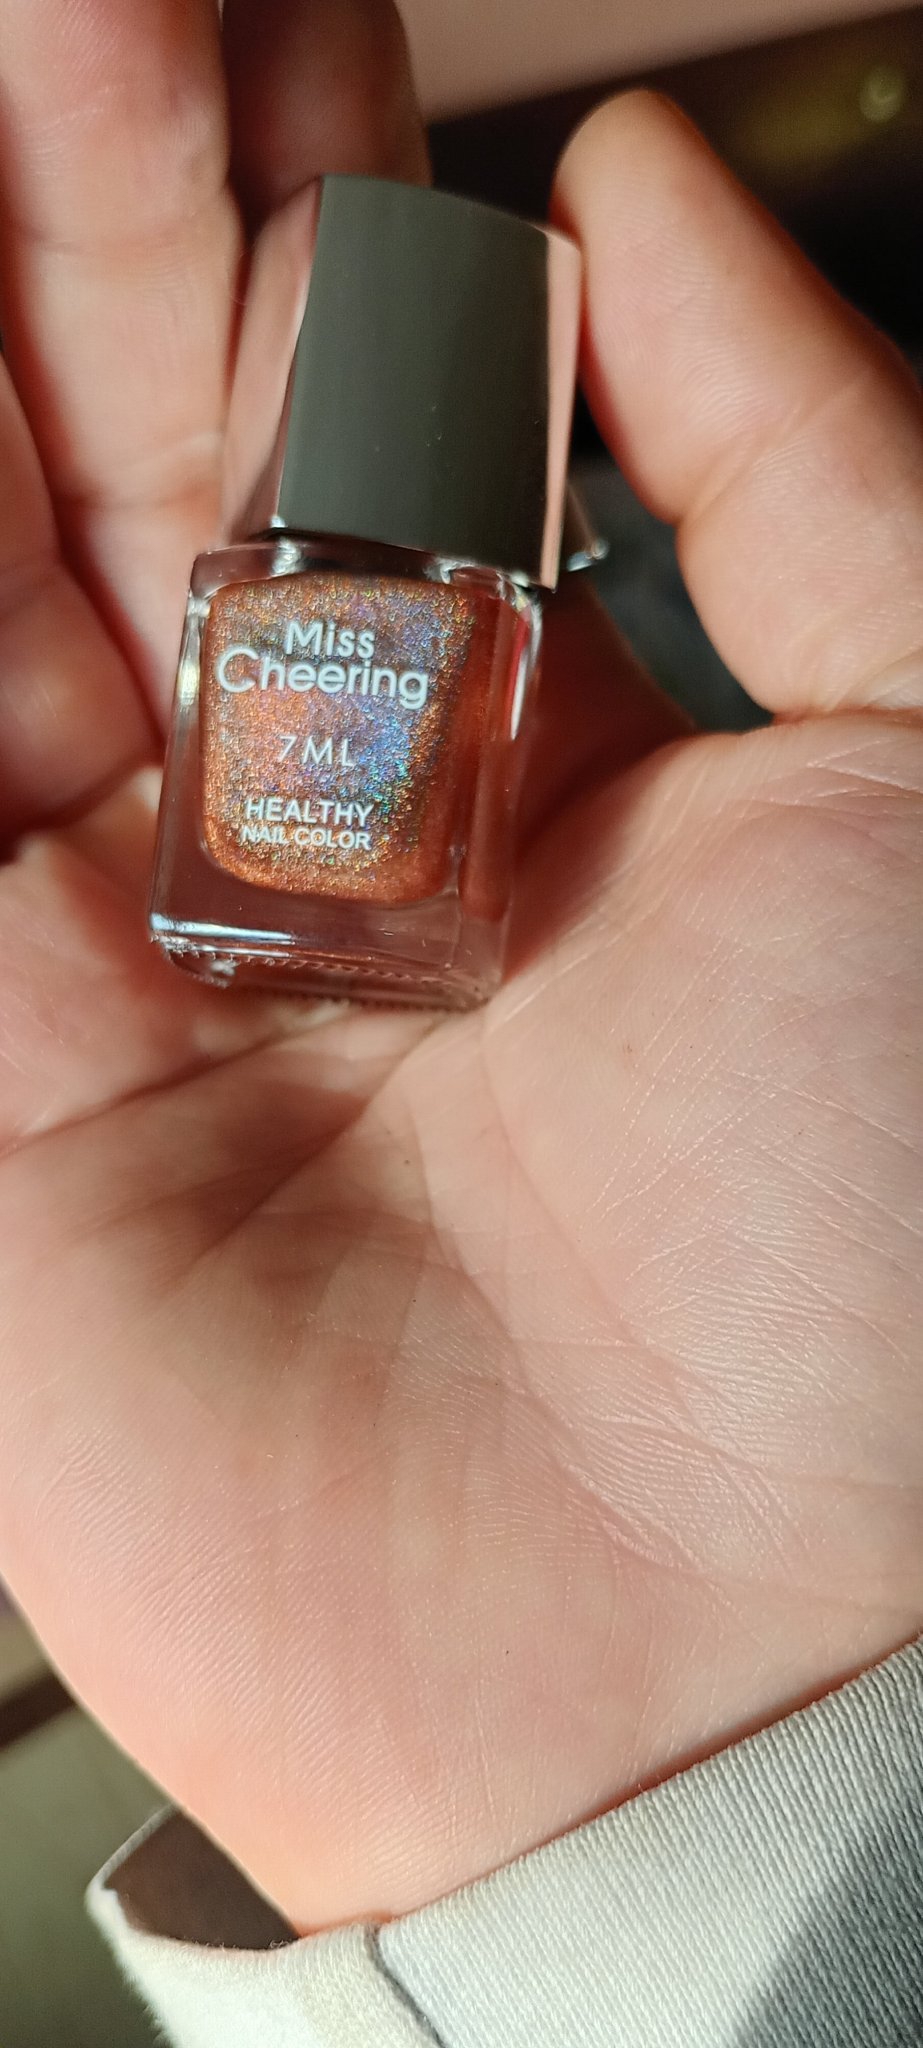 Miss
Cheering
7ML
HEALTHY
NAIL COLOR